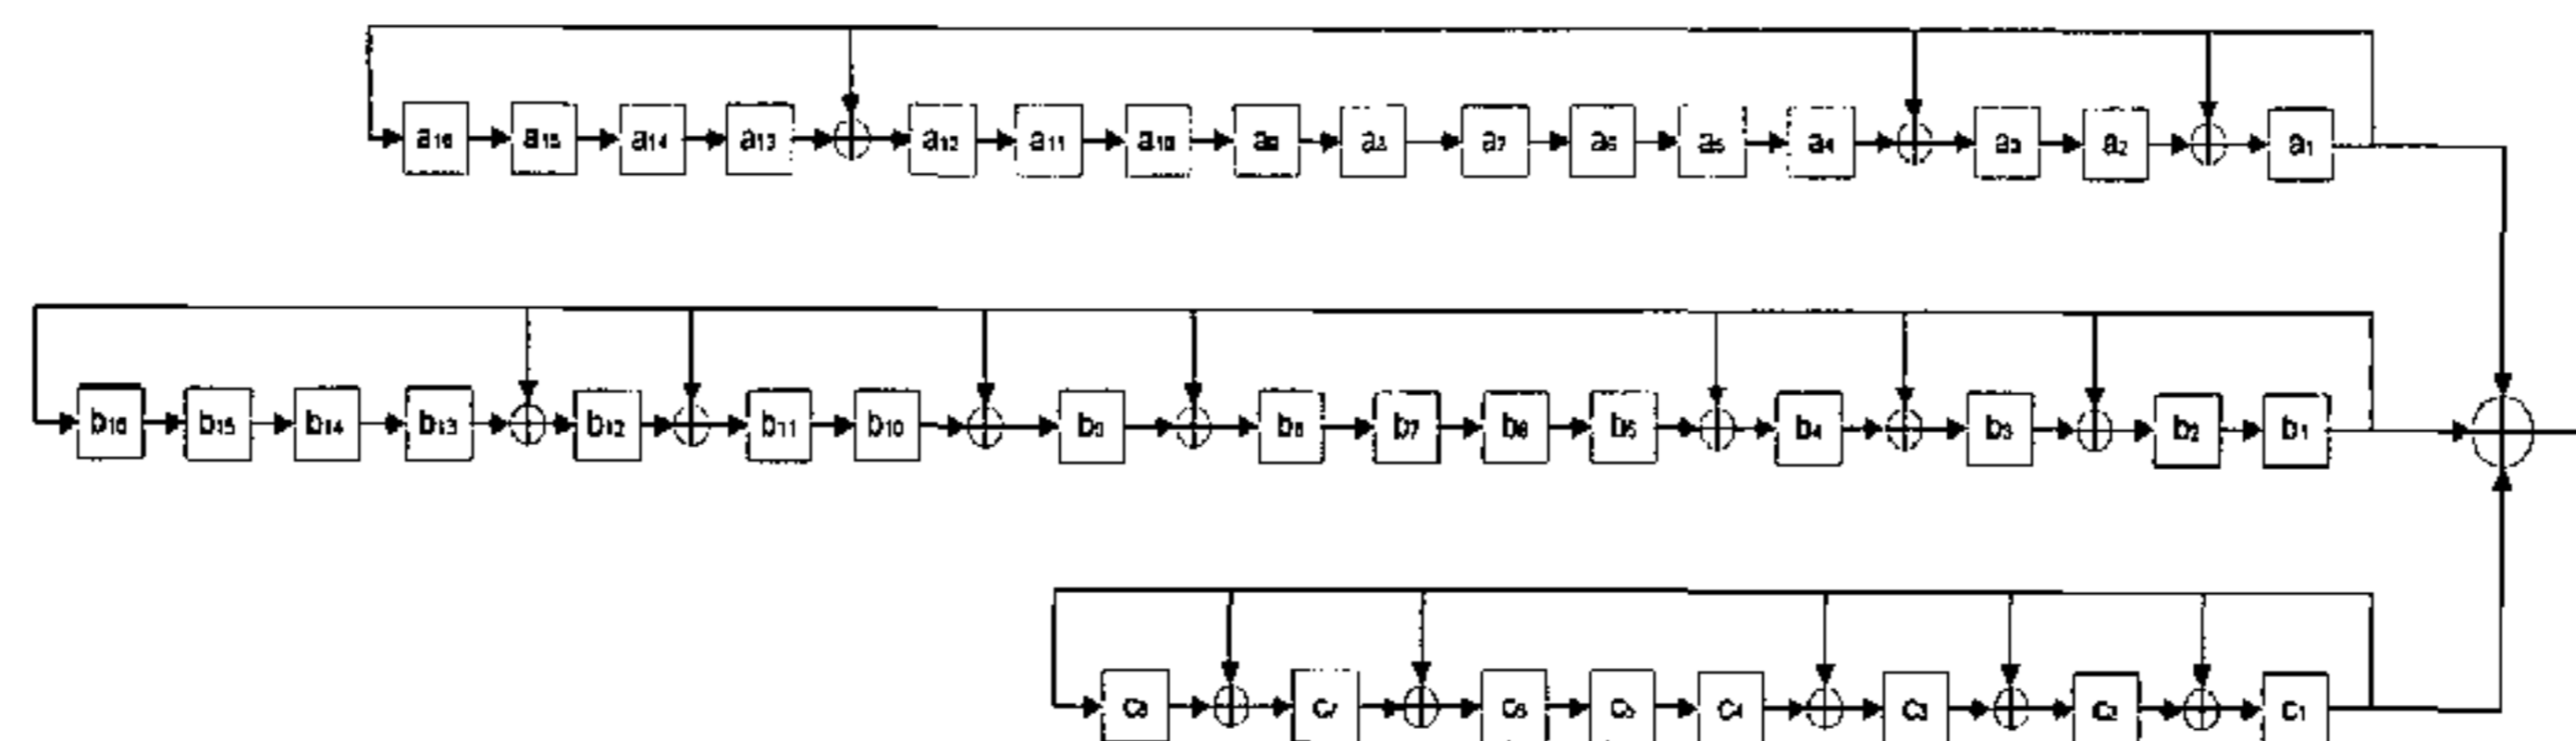 a₁₆ a₁₅ a₁₄ a₁₃ a₁₂ a₁₁ a₁₀ a₉ a₈ a₇ a₆ a₅ a₄ a₃ a₂ a₁
b₁₆ b₁₅ b₁₄ b₁₃ b₁₂ b₁₁ b₁₀ b₉ b₈ b₇ b₆ b₅ b₄ b₃ b₂ b₁
c₈ c₇ c₆ c₅ c₄ c₃ c₂ c₁